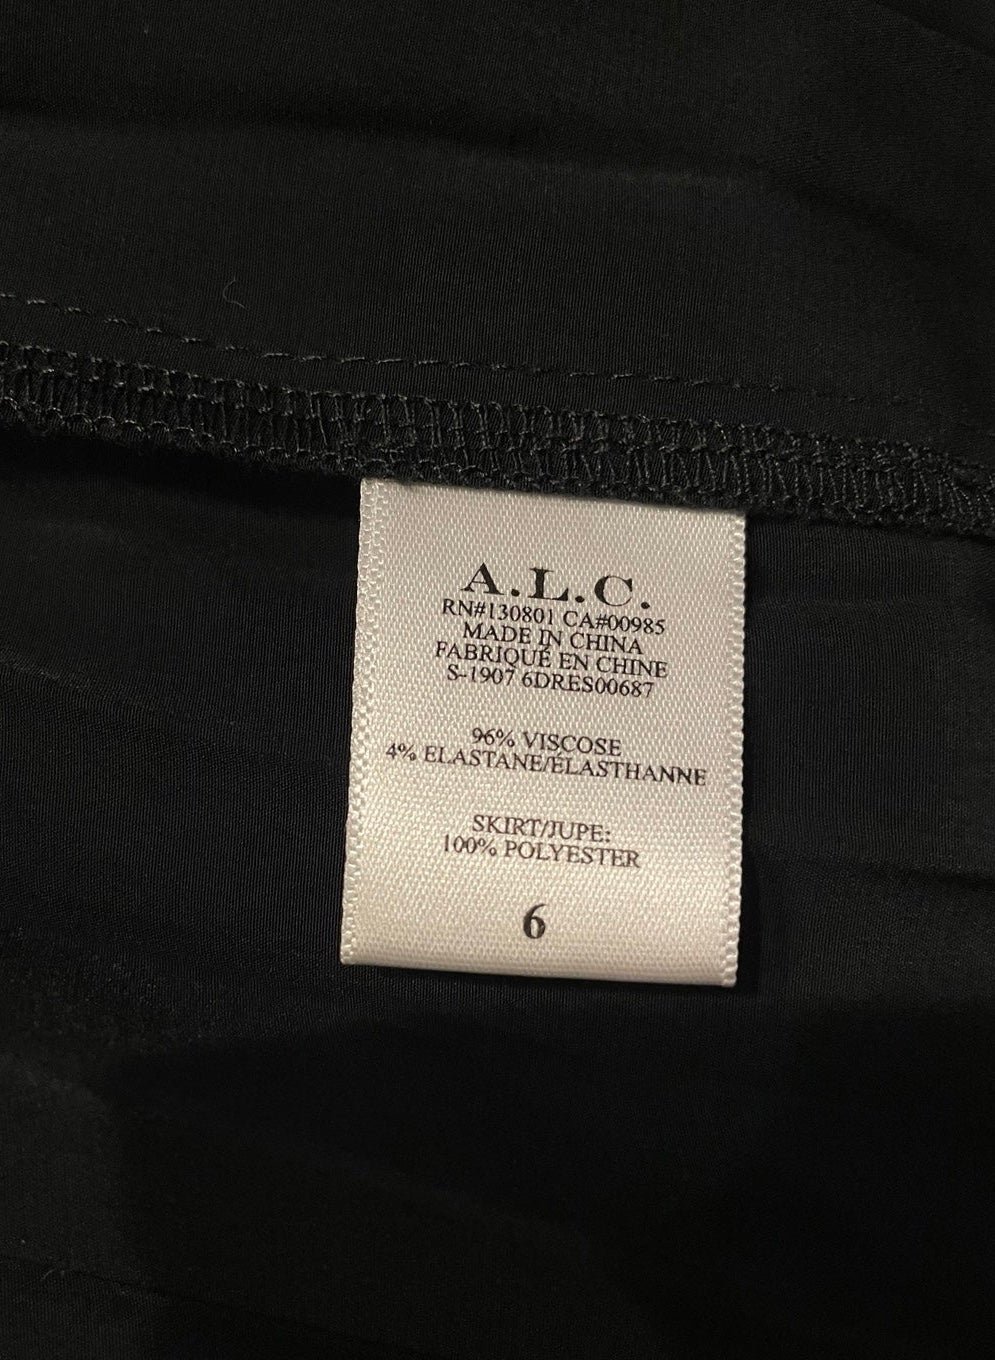 A.L.C.
RN#130801 CA#00985
MADE IN CHINA
FABRIQUÉ EN CHINE
S-1907 6DRES00687
96% VISCOSE
4% ELASTANE/ÉLASTHANNE
SKIRT/JUPE:
100% POLYESTER
6